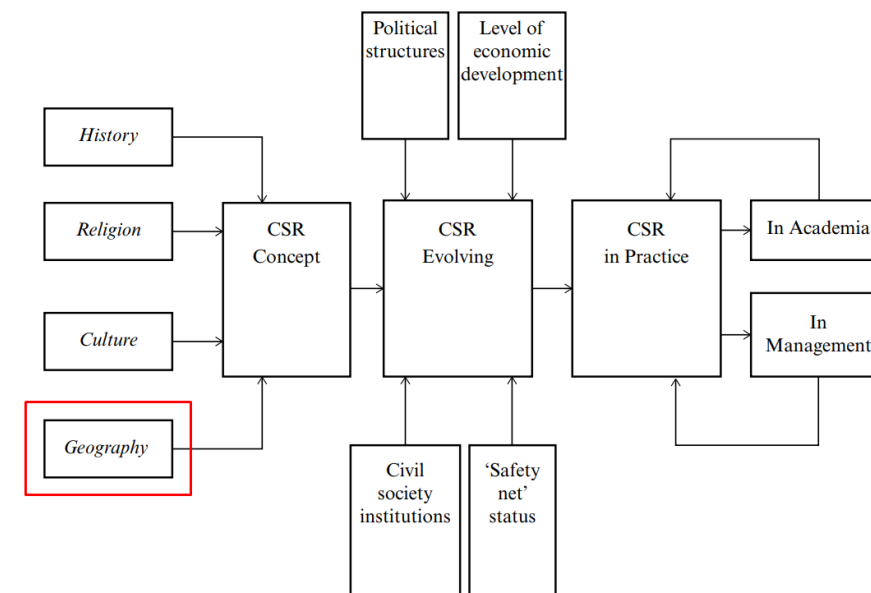 Political
structures
Level of
economic
development
History
Religion
Culture
Geography
CSR
Concept
CSR
Evolving
CSR
in Practice
In Academia
In
Management
Civil
society
institutions
‘Safety
net’
status